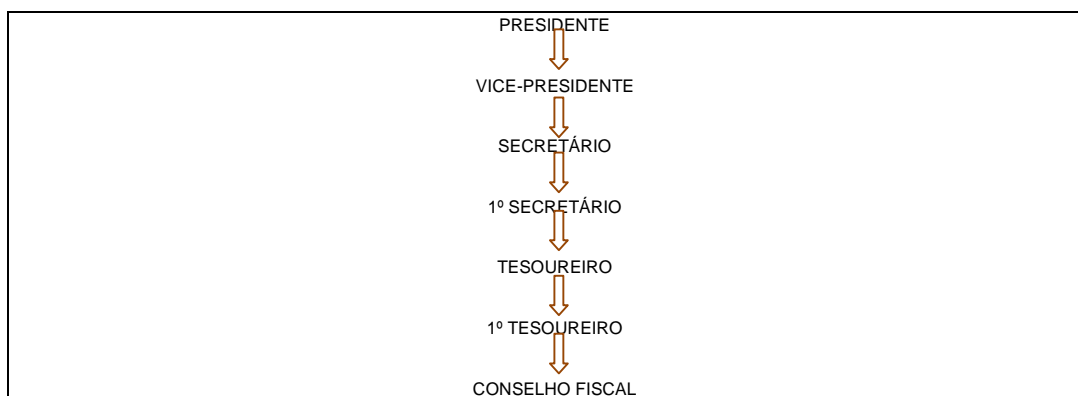 PRESIDENTE
VICE-PRESIDENTE
SECRETÁRIO
1º SECRETÁRIO
TESOUREIRO
1º TESOUREIRO
CONSELHO FISCAL